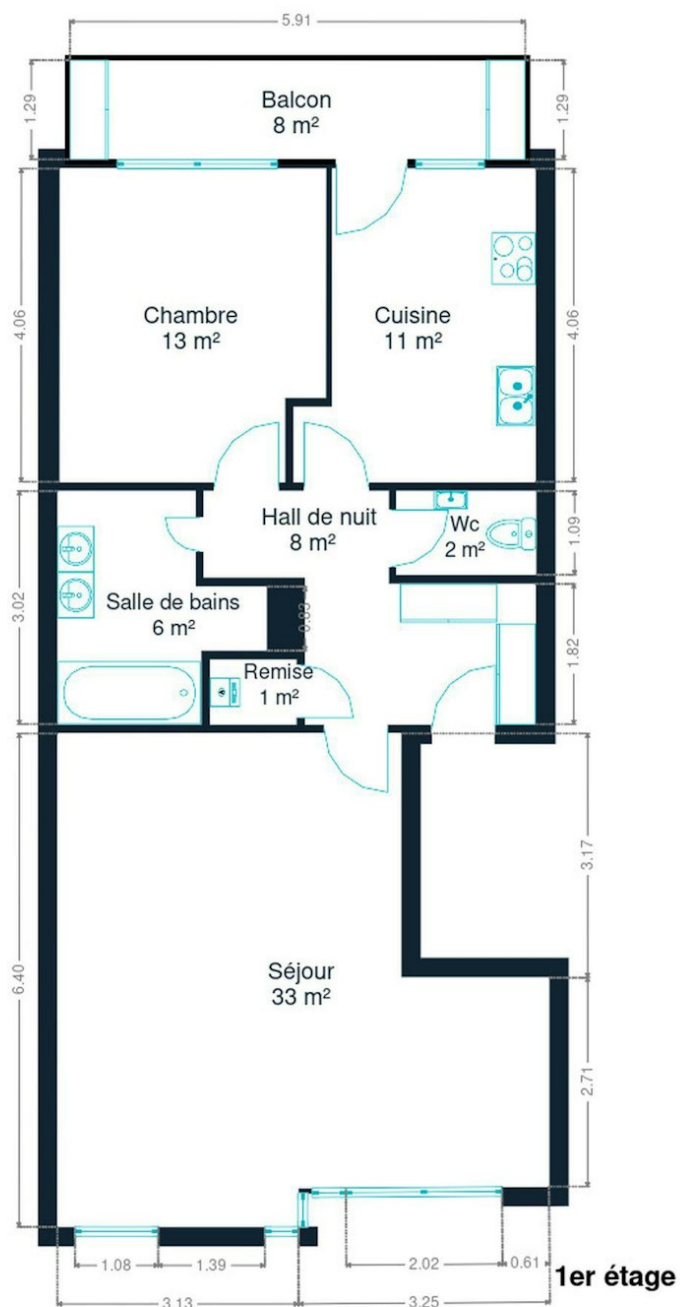 5.91
1.29
1.29
Balcon
8 m²
4.06
4.06
Chambre
13 m²
Cuisine
11 m²
Hall de nuit
8 m²
Wc
2 m²
1.09
3.02
Salle de bains
6 m²
0.83
1.82
Remise
1 m²
3.17
6.40
Séjour
33 m²
2.71
1.08
1.39
2.02
0.61
1er étage
3.13
3.25